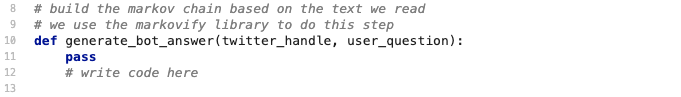 8 # build the markov chain based on the text we read
9 # we use the markovify library to do this step
10 def generate_bot_answer(twitter_handle, user_question):
11     pass
12     # write code here
13